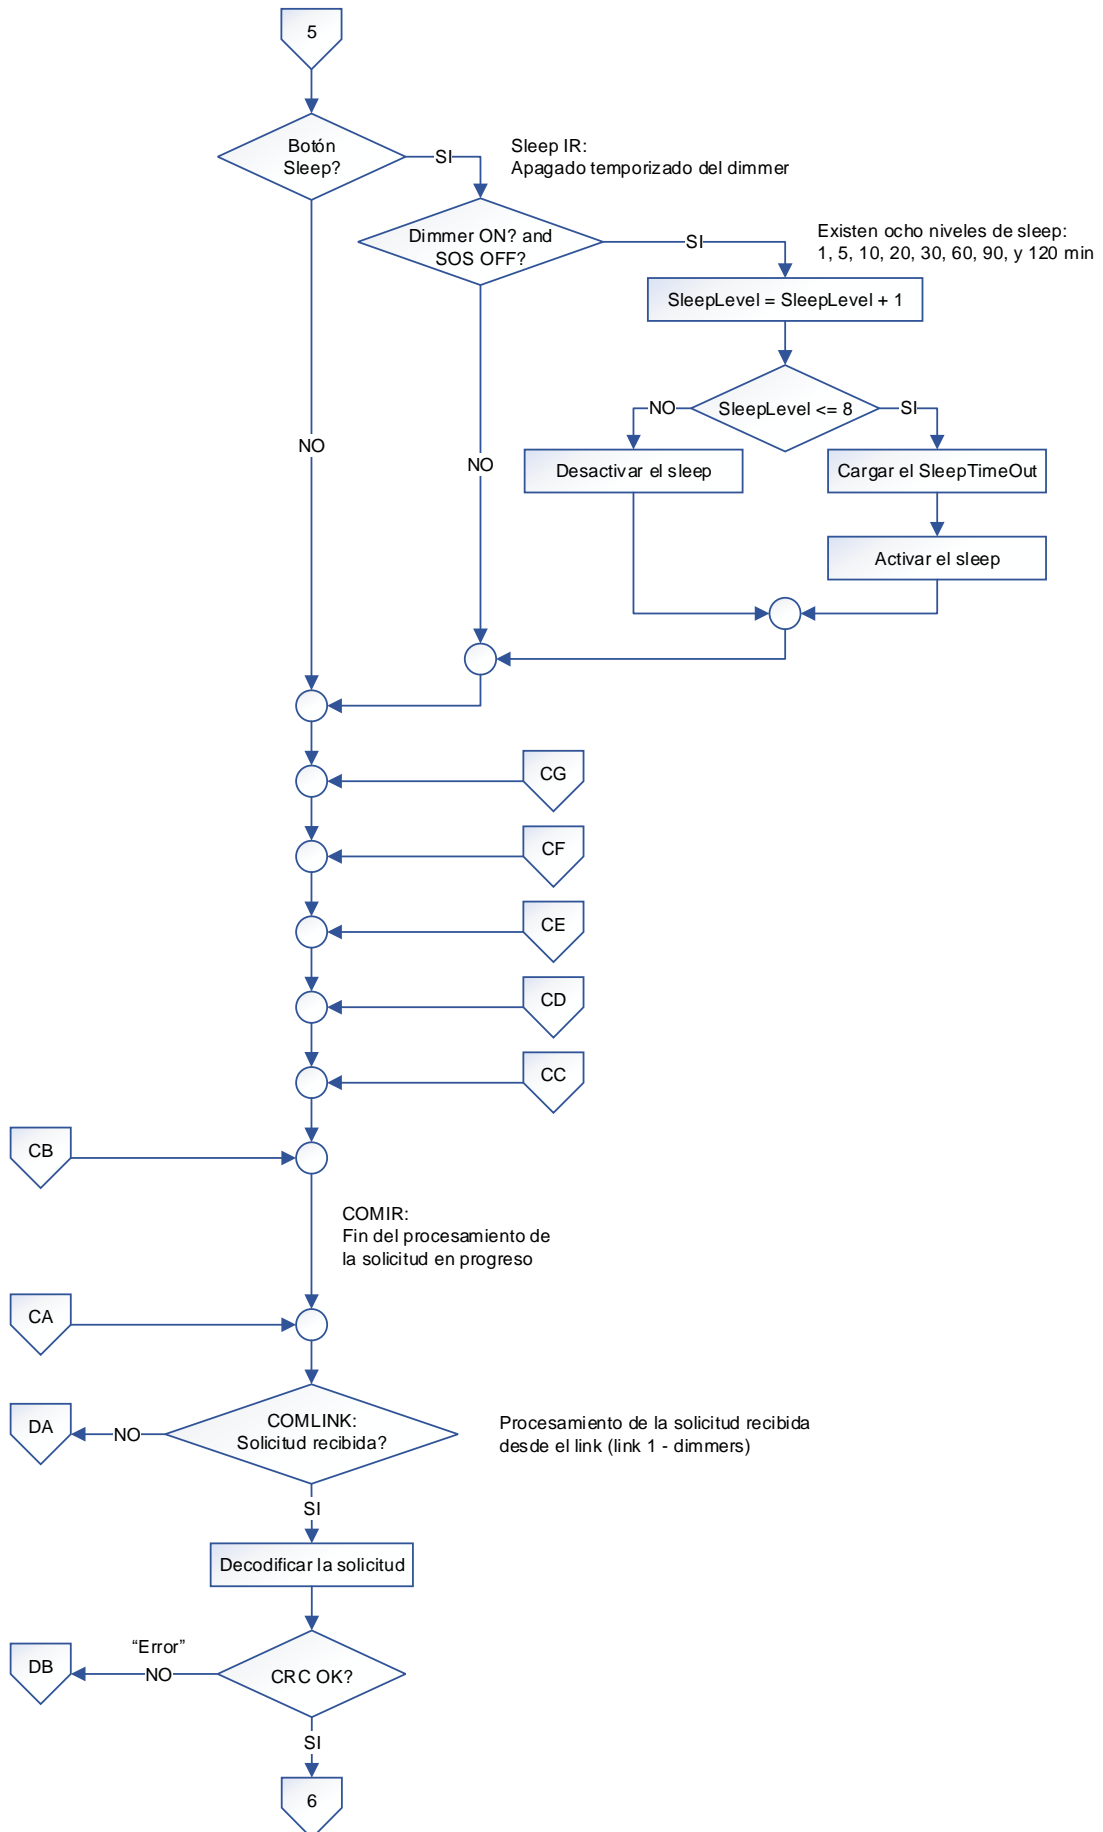 5
Botón
Sleep?
SI
Sleep IR:
Apagado temporizado del dimmer
Dimmer ON? and
SOS OFF?
SI
Existen ocho niveles de sleep:
1, 5, 10, 20, 30, 60, 90, y 120 min
SleepLevel = SleepLevel + 1
NO
SleepLevel <= 8
SI
NO
NO
Desactivar el sleep
Cargar el SleepTimeOut
Activar el sleep
CG
CF
CE
CD
CC
CB
COMIR:
Fin del procesamiento de
la solicitud en progreso
CA
DA
NO
COMLINK:
Solicitud recibida?
Procesamiento de la solicitud recibida
desde el link (link 1 - dimmers)
SI
Decodificar la solicitud
“Error”
DB
NO
CRC OK?
SI
6